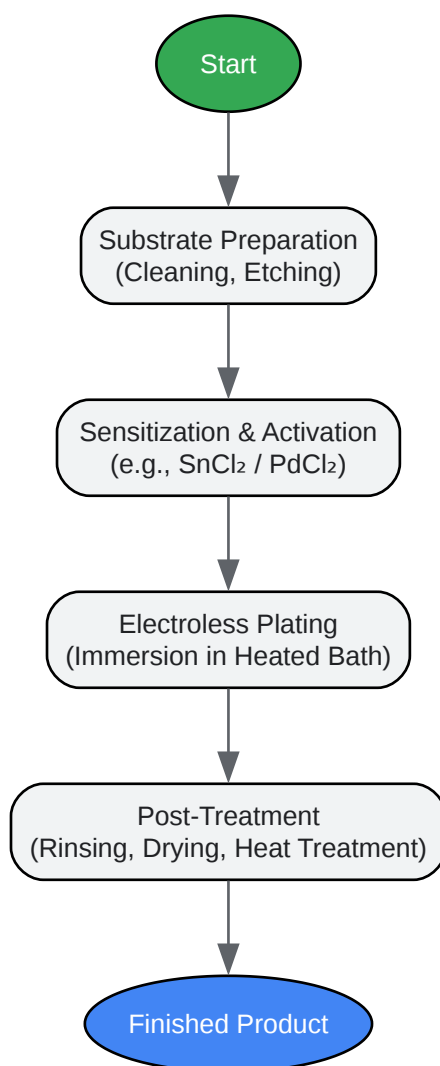 Start
Substrate Preparation
(Cleaning, Etching)
Sensitization & Activation
(e.g., SnCl₂ / PdCl₂)
Electroless Plating
(Immersion in Heated Bath)
Post-Treatment
(Rinsing, Drying, Heat Treatment)
Finished Product